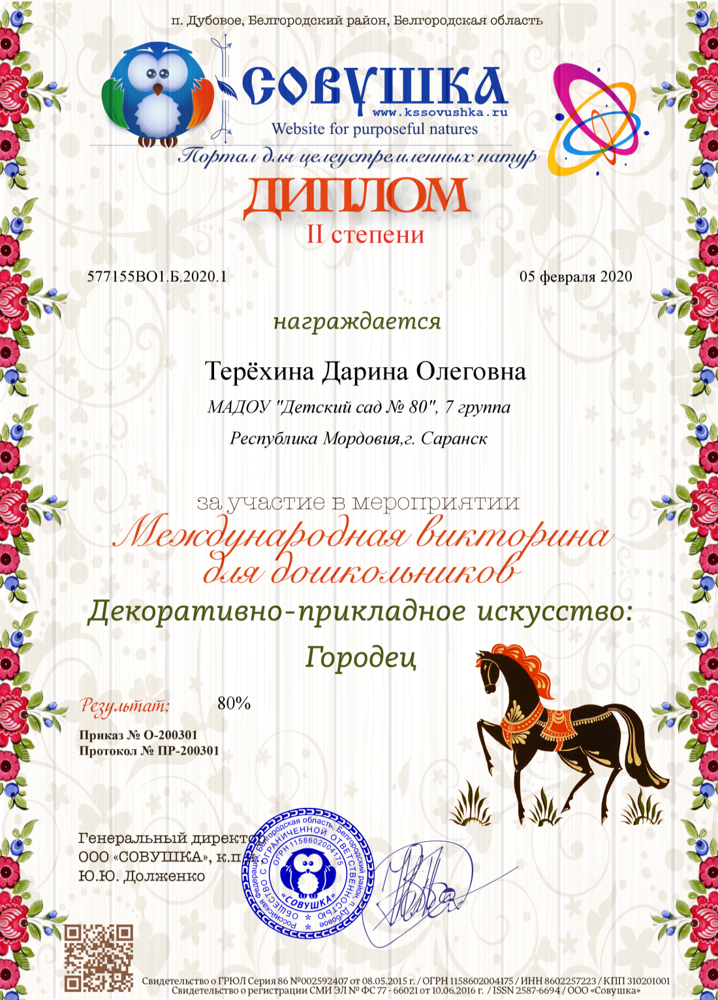 п. Дубовое, Белгородский район, Белгородская область
СОВУШКА
www.kssovushka.ru
Website for purposeful natures
Портал для целеустремленных натур
ДИПЛОМ
II степени
577155ВО1.Б.2020.1
05 февраля 2020
награждается
Терёхина Дарина Олеговна
МАДОУ "Детский сад № 80", 7 группа
Республика Мордовия,г. Саранск
за участие в мероприятии
Международная викторина
для дошкольников
Декоративно-прикладное искусство:
Городец
Результат: 80%
Приказ № О-200301
Протокол № ПР-200301
Генеральный директор
ООО «СОВУШКА», к.п.н.
Ю.Ю. Долженко
Российская Федерация, Белгородская область, Белгородский район, п. Дубовое
ОБЩЕСТВО С ОГРАНИЧЕННОЙ ОТВЕТСТВЕННОСТЬЮ
ОГРН 1158602004175
«СОВУШКА»
Свидетельство о ГРЮЛ Серия 86 №002592407 от 08.05.2015 г. / ОГРН 1158602004175 / ИНН 8602257223 / КПП 310201001
Свидетельство о регистрации СМИ ЭЛ № ФС 77 - 66021 от 10.06.2016 г. / ISSN 2587-6694 / ООО «Совушка»